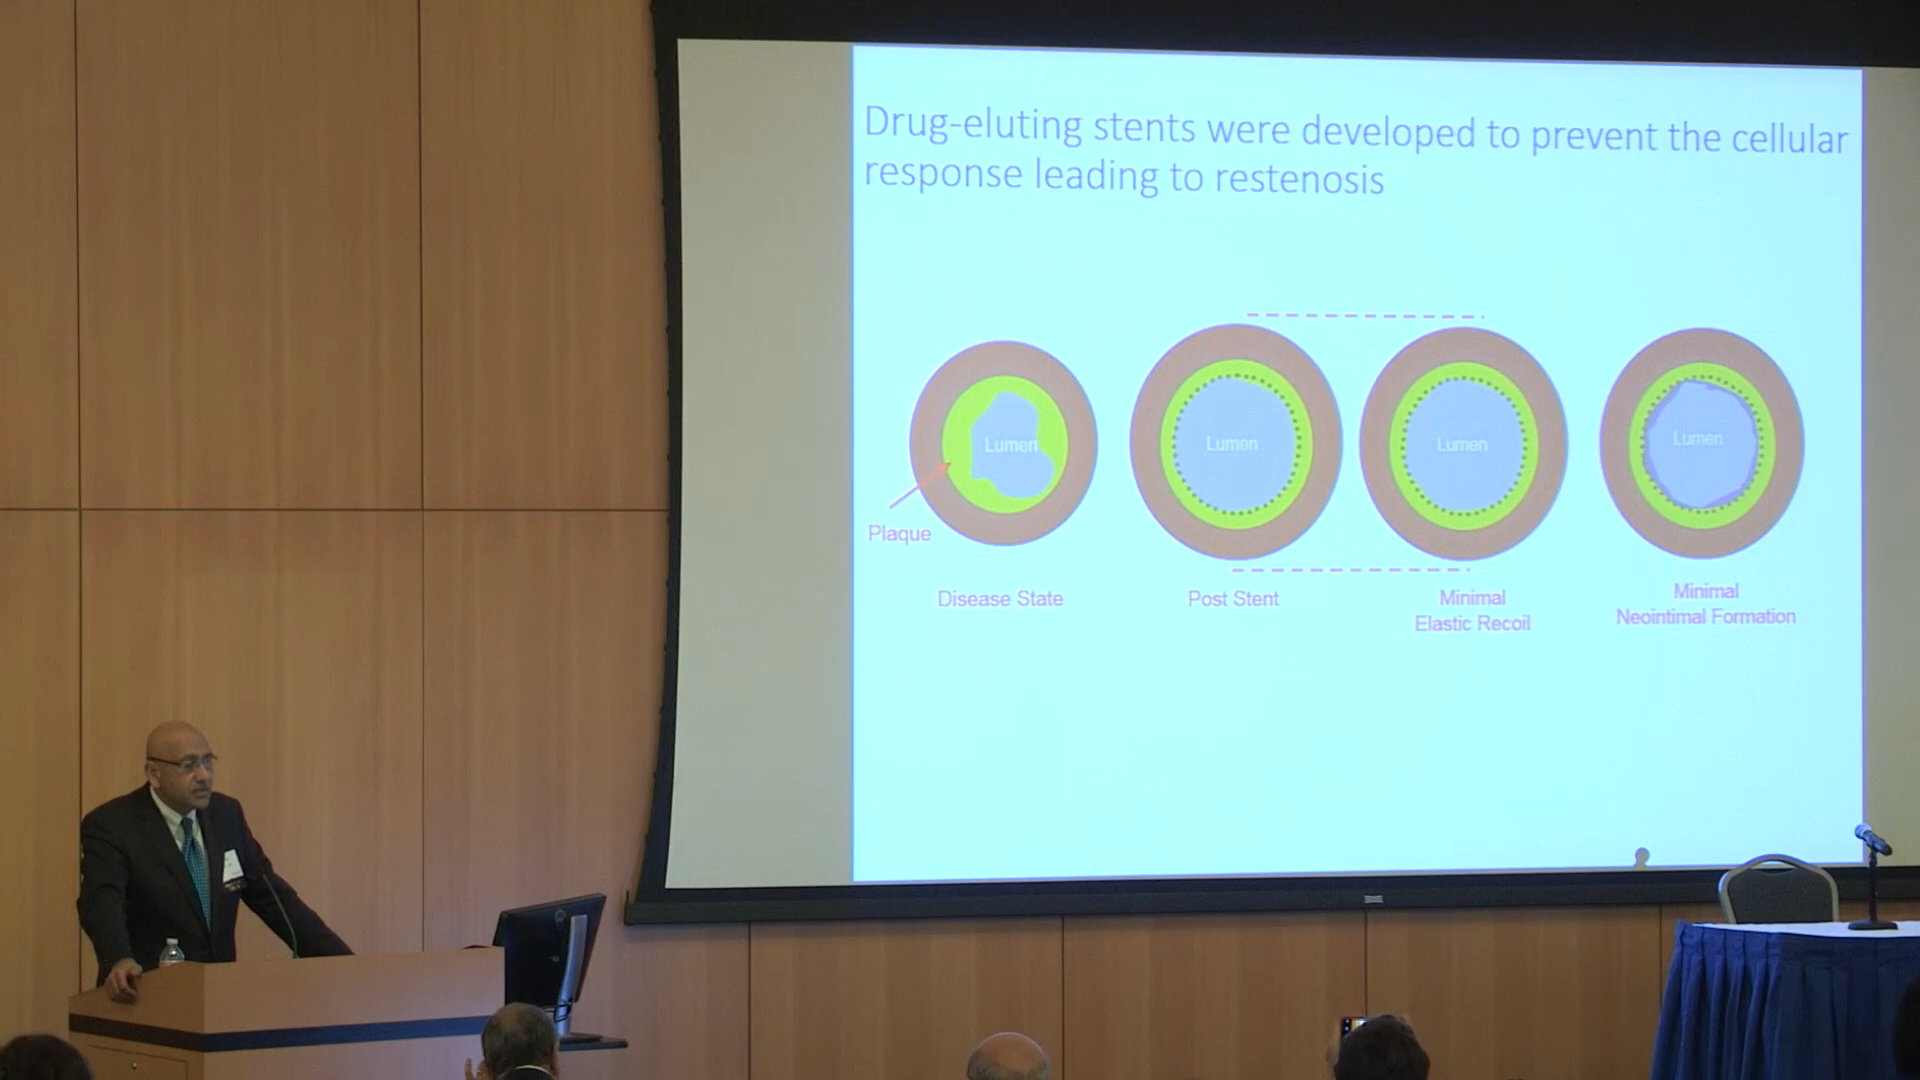 Drug-eluting stents were developed to prevent the cellular
response leading to restenosis
Lumen
Lumen
Lumen
Lumen
Plaque
Disease State
Post Stent
Minimal
Elastic Recoil
Minimal
Neointimal Formation